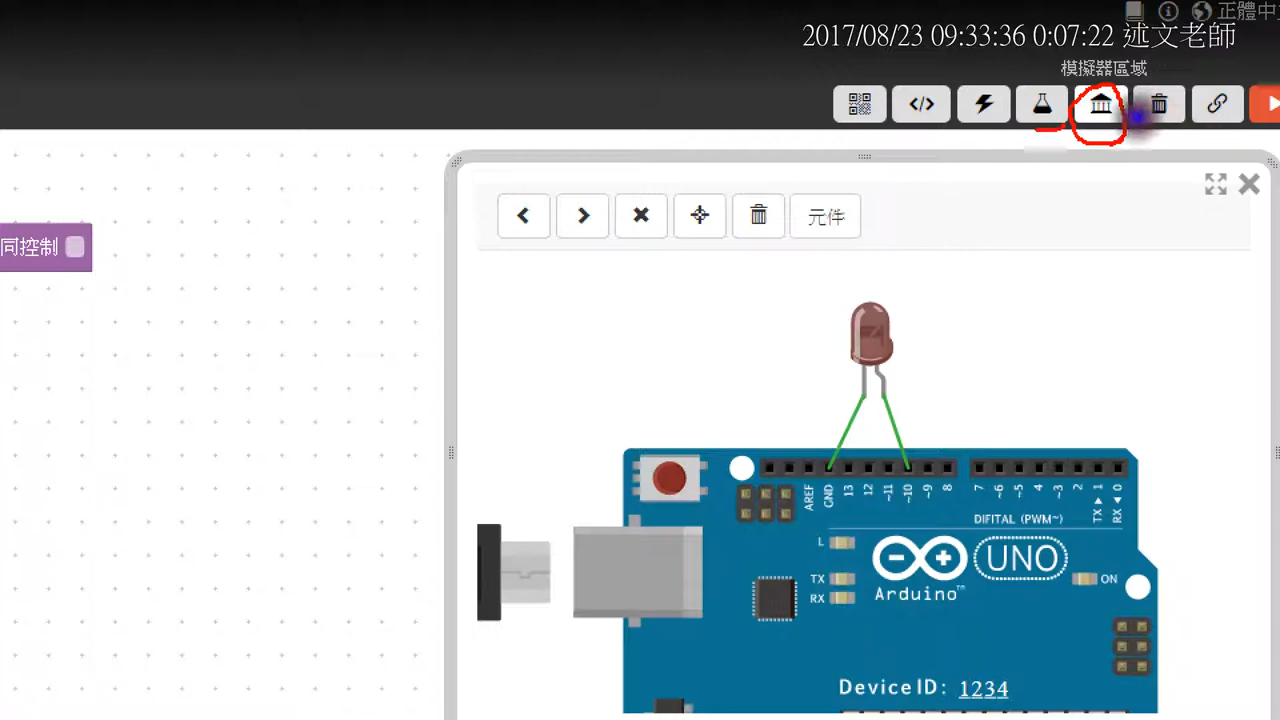 正體中
2017/08/23 09:33:36 0:07:22 述文老師
模擬器區域
</>
同控制
元件
AREF
GND
13
12
~11
~10
~9
8
7
~6
~5
4
~3
2
TX ▶ 1
RX ◀ 0
DIFITAL (PWM~)
L
TX
RX
UNO
ON
Arduino™
Device ID: 1234